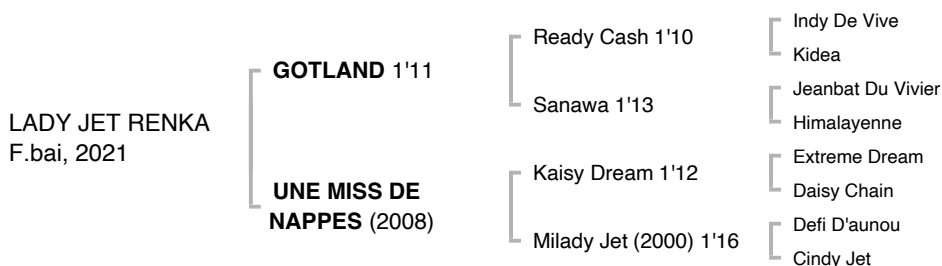 LADY JET RENKA
F.bai, 2021
GOTLAND 1'11
UNE MISS DE
NAPPES (2008)
Ready Cash 1'10
Sanawa 1'13
Kaisy Dream 1'12
Milady Jet (2000) 1'16
Indy De Vive
Kidea
Jeanbat Du Vivier
Himalayenne
Extreme Dream
Daisy Chain
Defi D'aunou
Cindy Jet